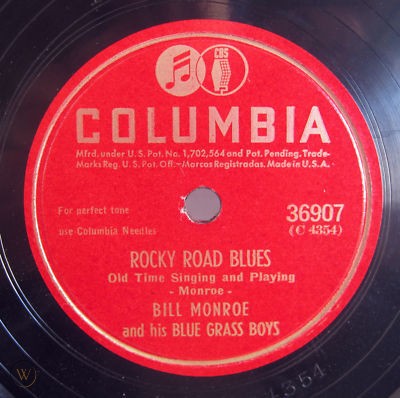 CBS
COLUMBIA
Mfrd. under U.S. Pat. No. 1,702,564 and Pat. Pending. Trade-
Marks Reg. U.S. Pat. Off.–Marcas Registradas. Made in U.S.A.
For perfect tone
use Columbia Needles
36907
(C 4354)
ROCKY ROAD BLUES
Old Time Singing and Playing
- Monroe -
BILL MONROE
and his BLUE GRASS BOYS
4354
W